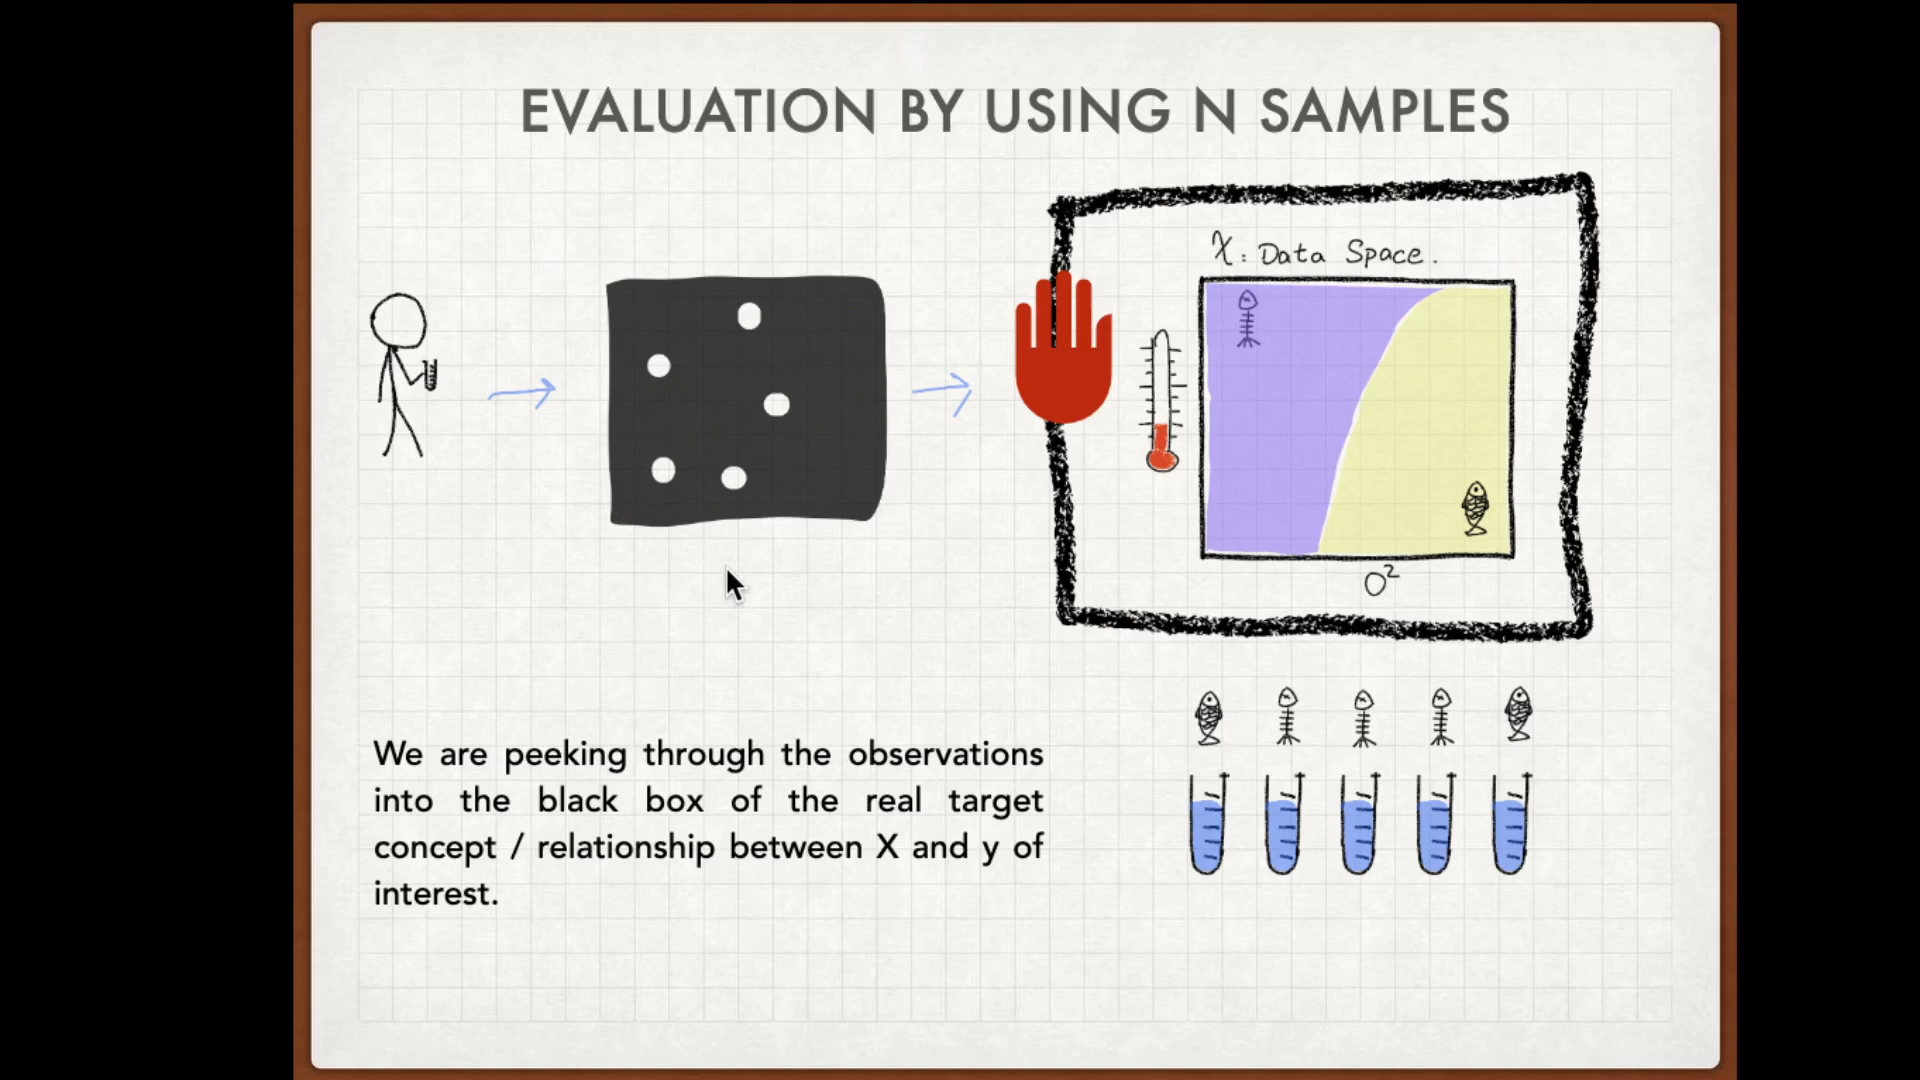 EVALUATION BY USING N SAMPLES
χ: Data Space.
O²
We are peeking through the observations
into the black box of the real target
concept / relationship between X and y of
interest.